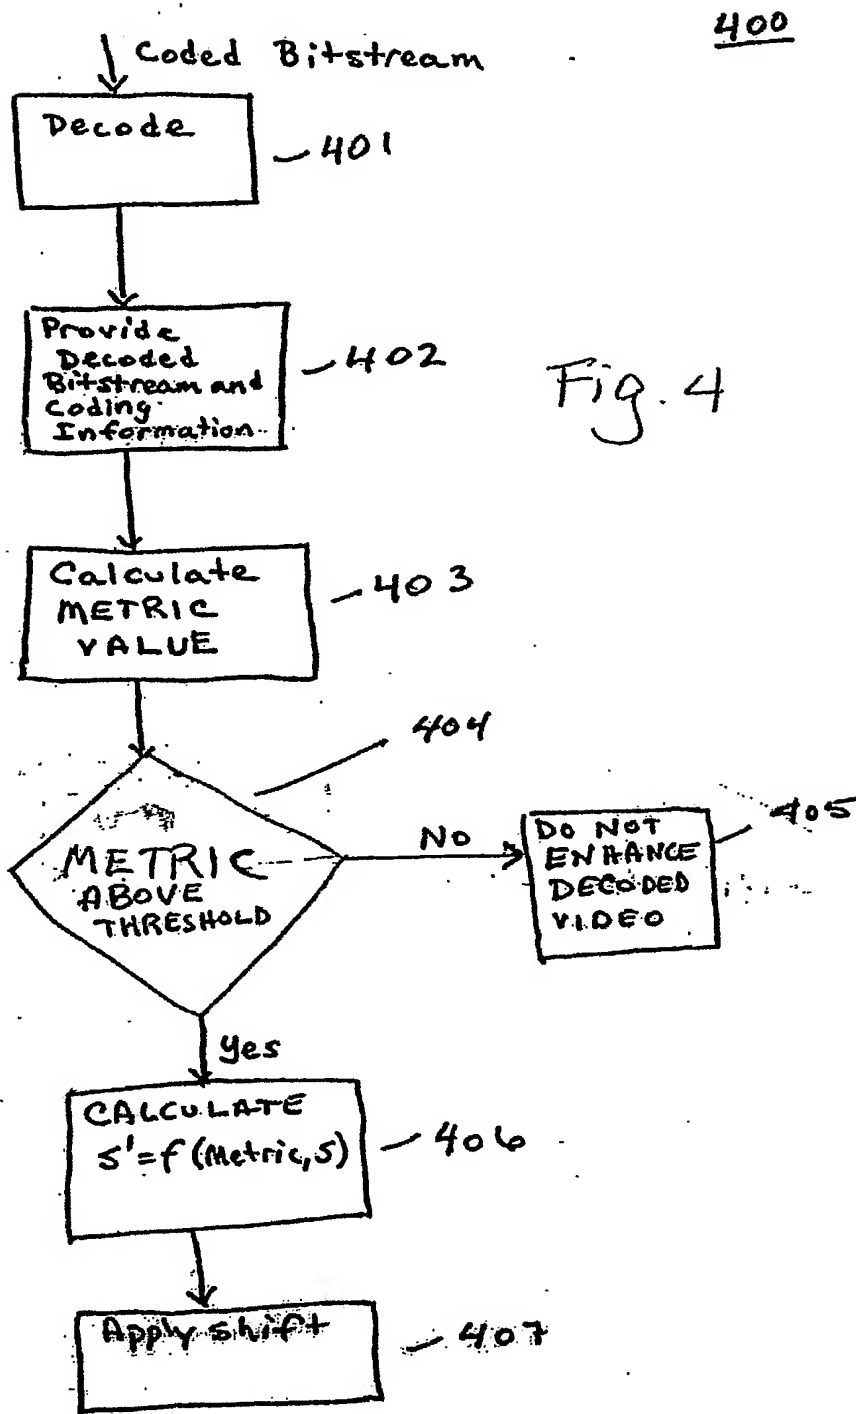 400
Coded Bitstream
Decode
401
Provide
Decoded
Bitstream and
Coding
Information
402
Fig. 4
Calculate
METRIC
VALUE
403
404
METRIC
ABOVE
THRESHOLD
No
DO NOT
ENHANCE
DECODED
VIDEO
405
Yes
CALCULATE
S'=f(Metric,S)
406
Apply shift
407